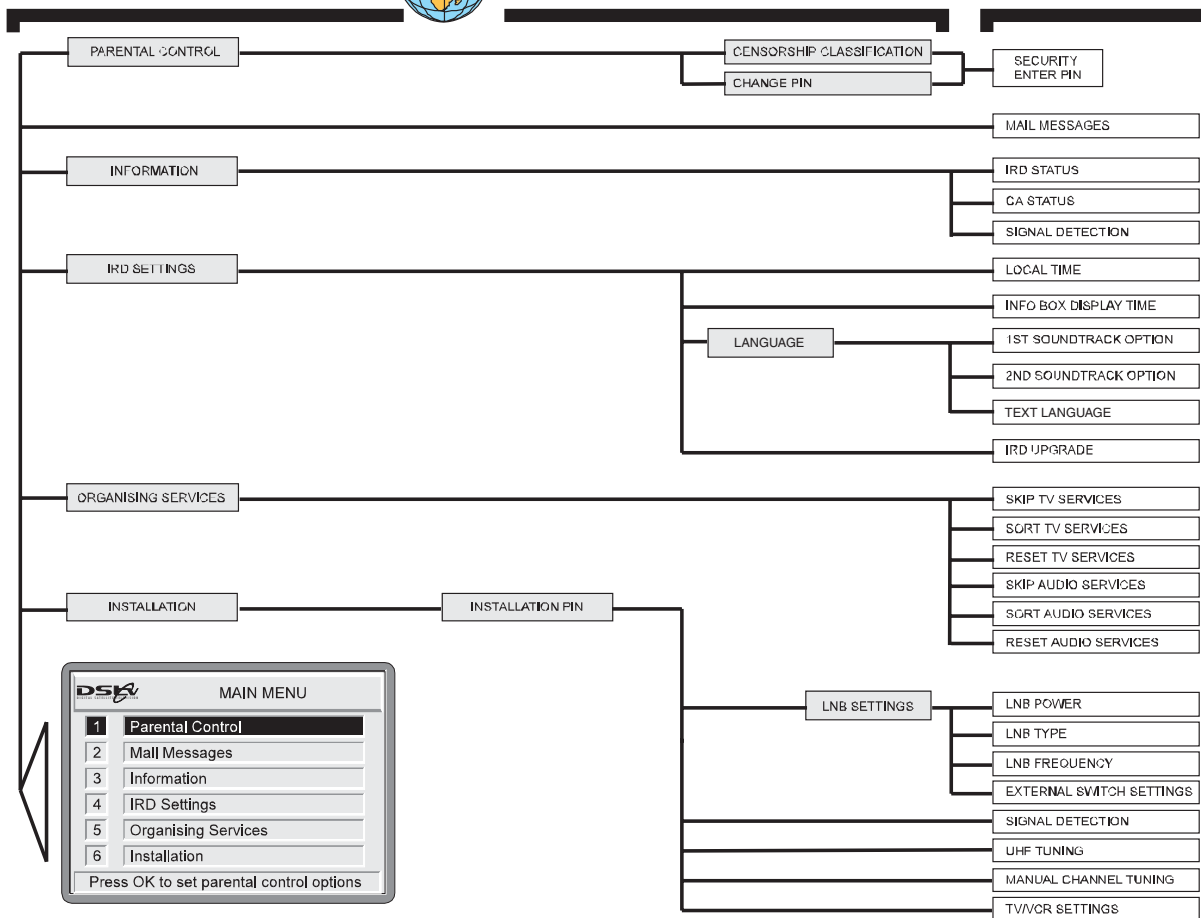 PARENTAL CONTROL
CENSORSHIP CLASSIFICATION
CHANGE PIN
SECURITY
ENTER PIN
MAIL MESSAGES
INFORMATION
IRD STATUS
CA STATUS
SIGNAL DETECTION
IRD SETTINGS
LOCAL TIME
INFO BOX DISPLAY TIME
LANGUAGE
1ST SOUNDTRACK OPTION
2ND SOUNDTRACK OPTION
TEXT LANGUAGE
IRD UPGRADE
ORGANISING SERVICES
SKIP TV SERVICES
SORT TV SERVICES
RESET TV SERVICES
SKIP AUDIO SERVICES
SORT AUDIO SERVICES
RESET AUDIO SERVICES
INSTALLATION
INSTALLATION PIN
LNB SETTINGS
LNB POWER
LNB TYPE
LNB FREQUENCY
EXTERNAL SWITCH SETTINGS
SIGNAL DETECTION
UHF TUNING
MANUAL CHANNEL TUNING
TV/VCR SETTINGS
DStv
MAIN MENU
1 Parental Control
2 Mail Messages
3 Information
4 IRD Settings
5 Organising Services
6 Installation
Press OK to set parental control options